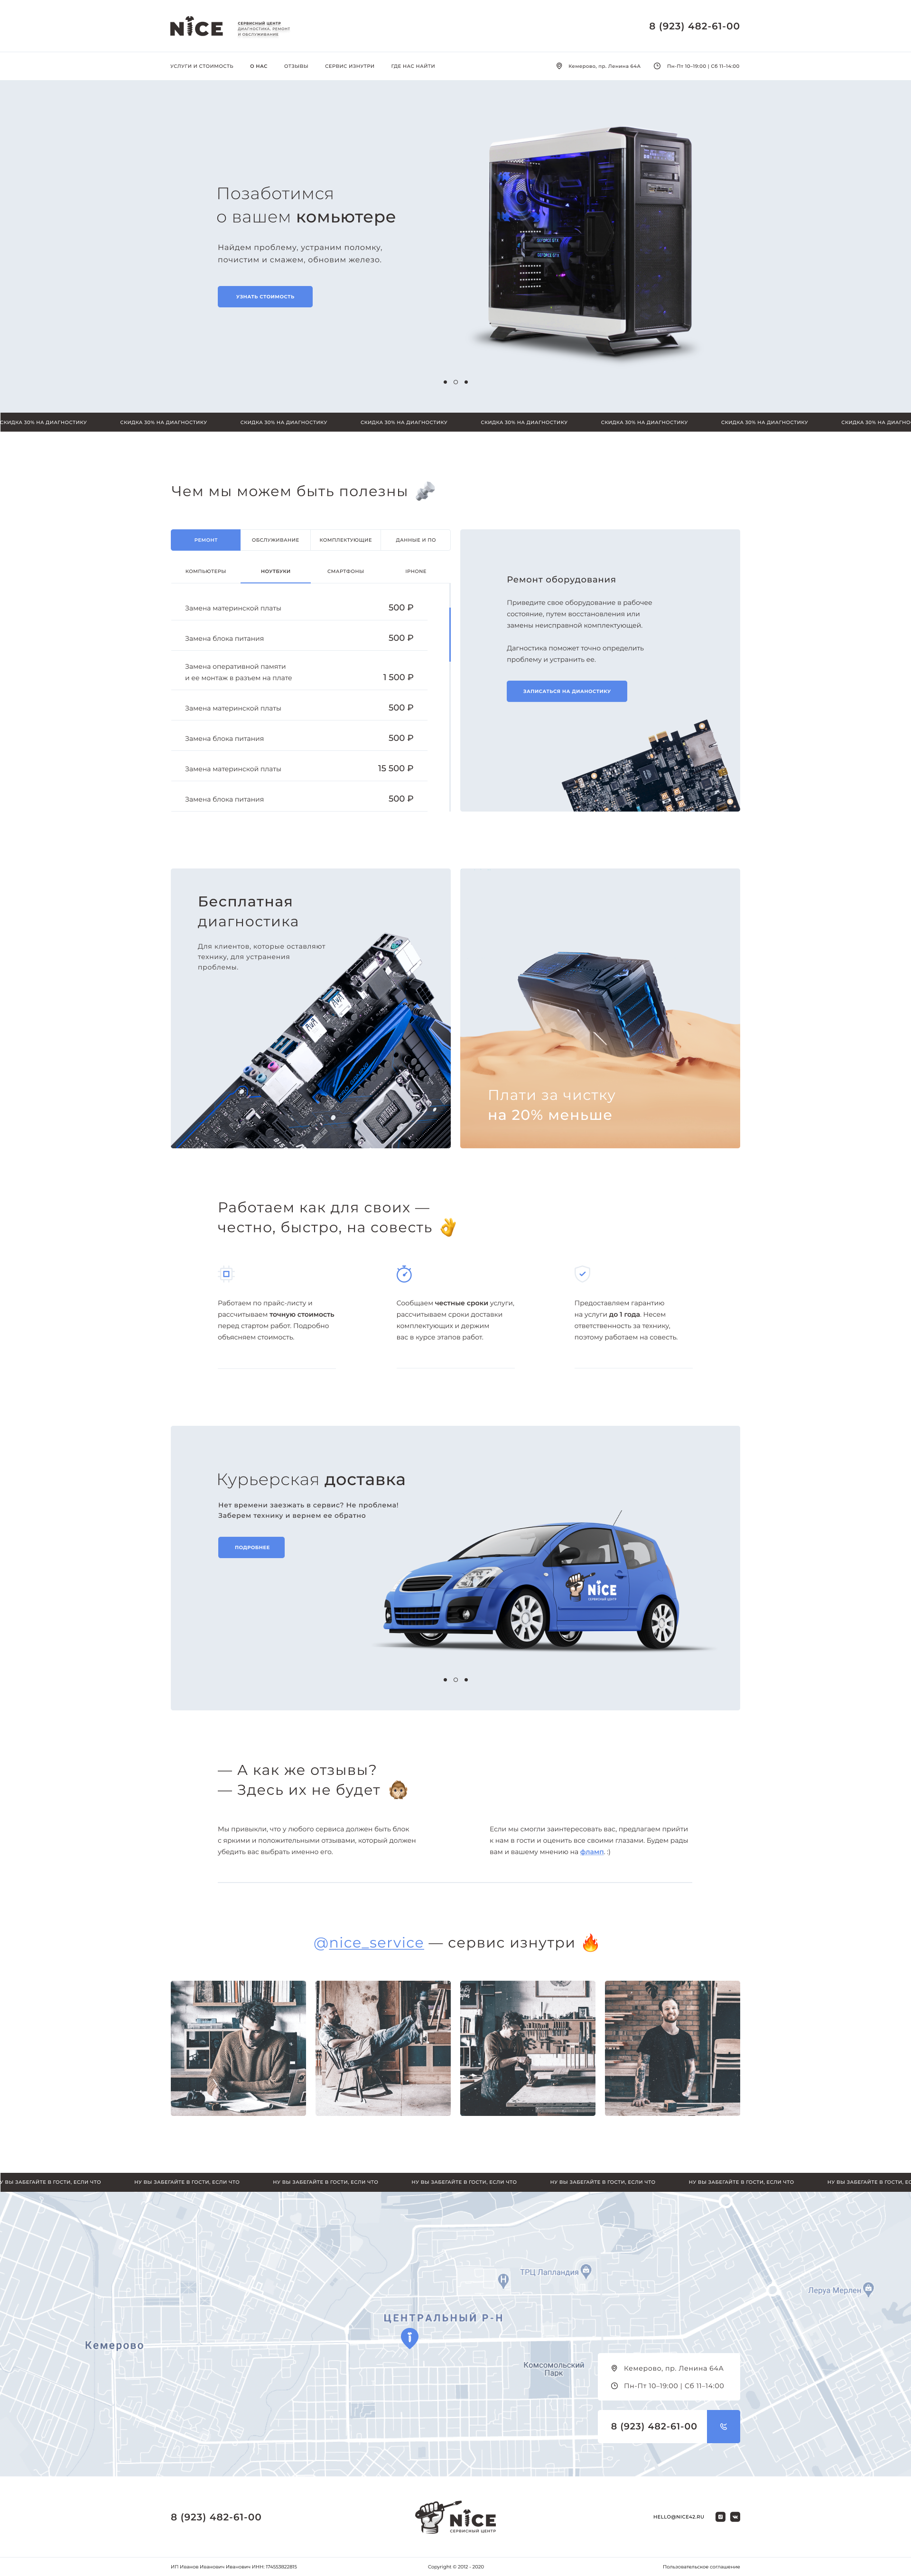 NiCE
СЕРВИСНЫЙ ЦЕНТР
ДИАГНОСТИКА, РЕМОНТ
И ОБСЛУЖИВАНИЕ
8 (923) 482-61-00
УСЛУГИ И СТОИМОСТЬ
О НАС
ОТЗЫВЫ
СЕРВИС ИЗНУТРИ
ГДЕ НАС НАЙТИ
Кемерово, пр. Ленина 64А
Пн-Пт 10–19:00 | Сб 11–14:00
Позаботимся
о вашем комьютере
Найдем проблему, устраним поломку,
почистим и смажем, обновим железо.
УЗНАТЬ СТОИМОСТЬ
СКИДКА 30% НА ДИАГНОСТИКУ СКИДКА 30% НА ДИАГНОСТИКУ СКИДКА 30% НА ДИАГНОСТИКУ СКИДКА 30% НА ДИАГНОСТИКУ СКИДКА 30% НА ДИАГНОСТИКУ СКИДКА 30% НА ДИАГНОСТИКУ СКИДКА 30% НА ДИАГНОСТИКУ СКИДКА 30% НА ДИАГНО
Чем мы можем быть полезны
РЕМОНТ
ОБСЛУЖИВАНИЕ
КОМПЛЕКТУЮЩИЕ
ДАННЫЕ И ПО
КОМПЬЮТЕРЫ
НОУТБУКИ
СМАРТФОНЫ
IPHONE
Замена материнской платы 500 ₽
Замена блока питания 500 ₽
Замена оперативной памяти
и ее монтаж в разъем на плате 1 500 ₽
Замена материнской платы 500 ₽
Замена блока питания 500 ₽
Замена материнской платы 15 500 ₽
Замена блока питания 500 ₽
Ремонт оборудования
Приведите свое оборудование в рабочее
состояние, путем восстановления или
замены неисправной комплектующей.
Дагностика поможет точно определить
проблему и устранить ее.
ЗАПИСАТЬСЯ НА ДИАНОСТИКУ
Бесплатная
диагностика
Для клиентов, которые оставляют
технику, для устранения
проблемы.
Плати за чистку
на 20% меньше
Работаем как для своих —
честно, быстро, на совесть
Работаем по прайс-листу и
рассчитываем точную стоимость
перед стартом работ. Подробно
объясняем стоимость.
Сообщаем честные сроки услуги,
рассчитываем сроки доставки
комплектующих и держим
вас в курсе этапов работ.
Предоставляем гарантию
на услуги до 1 года. Несем
ответственность за технику,
поэтому работаем на совесть.
Курьерская доставка
Нет времени заезжать в сервис? Не проблема!
Заберем технику и вернем ее обратно
ПОДРОБНЕЕ
NiCE
СЕРВИСНЫЙ ЦЕНТР
— А как же отзывы?
— Здесь их не будет
Мы привыкли, что у любого сервиса должен быть блок
с яркими и положительными отзывами, который должен
убедить вас выбрать именно его.
Если мы смогли заинтересовать вас, предлагаем прийти
к нам в гости и оценить все своими глазами. Будем рады
вам и вашему мнению на фламп. :)
@nice_service — сервис изнутри
У ВЫ ЗАБЕГАЙТЕ В ГОСТИ, ЕСЛИ ЧТО НУ ВЫ ЗАБЕГАЙТЕ В ГОСТИ, ЕСЛИ ЧТО НУ ВЫ ЗАБЕГАЙТЕ В ГОСТИ, ЕСЛИ ЧТО НУ ВЫ ЗАБЕГАЙТЕ В ГОСТИ, ЕСЛИ ЧТО НУ ВЫ ЗАБЕГАЙТЕ В ГОСТИ, ЕСЛИ ЧТО НУ ВЫ ЗАБЕГАЙТЕ В ГОСТИ, ЕСЛИ ЧТО НУ ВЫ ЗАБЕГАЙТЕ В ГОСТИ, ЕС
ТРЦ Лапландия
Леруа Мерлен
ЦЕНТРАЛЬНЫЙ Р-Н
Кемерово
Комсомольский
Парк
Кемерово, пр. Ленина 64А
Пн-Пт 10–19:00 | Сб 11–14:00
8 (923) 482-61-00
8 (923) 482-61-00
NiCE
СЕРВИСНЫЙ ЦЕНТР
HELLO@NICE42.RU
ИП Иванов Иванович Иванович ИНН: 174553822815
Copyright © 2012 - 2020
Пользовательское соглашение